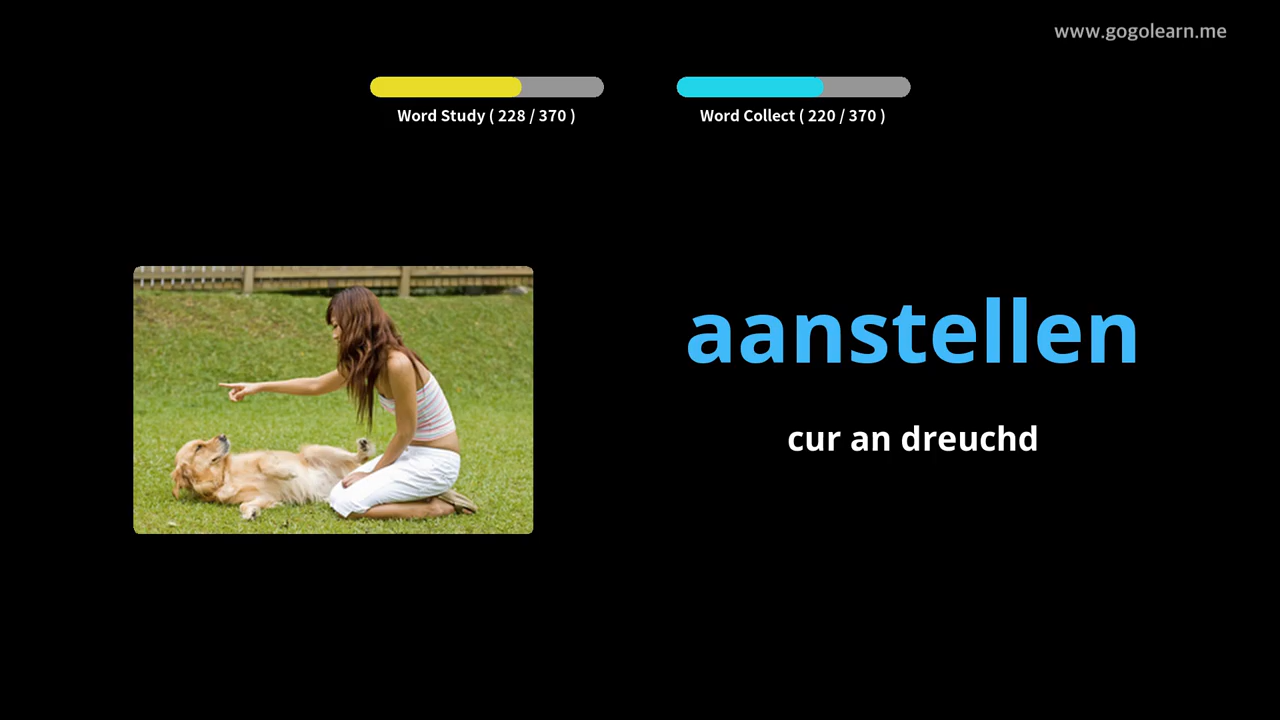 www.gogolearn.me
Word Study ( 228 / 370 )
Word Collect ( 220 / 370 )
aanstellen
cur an dreuchd